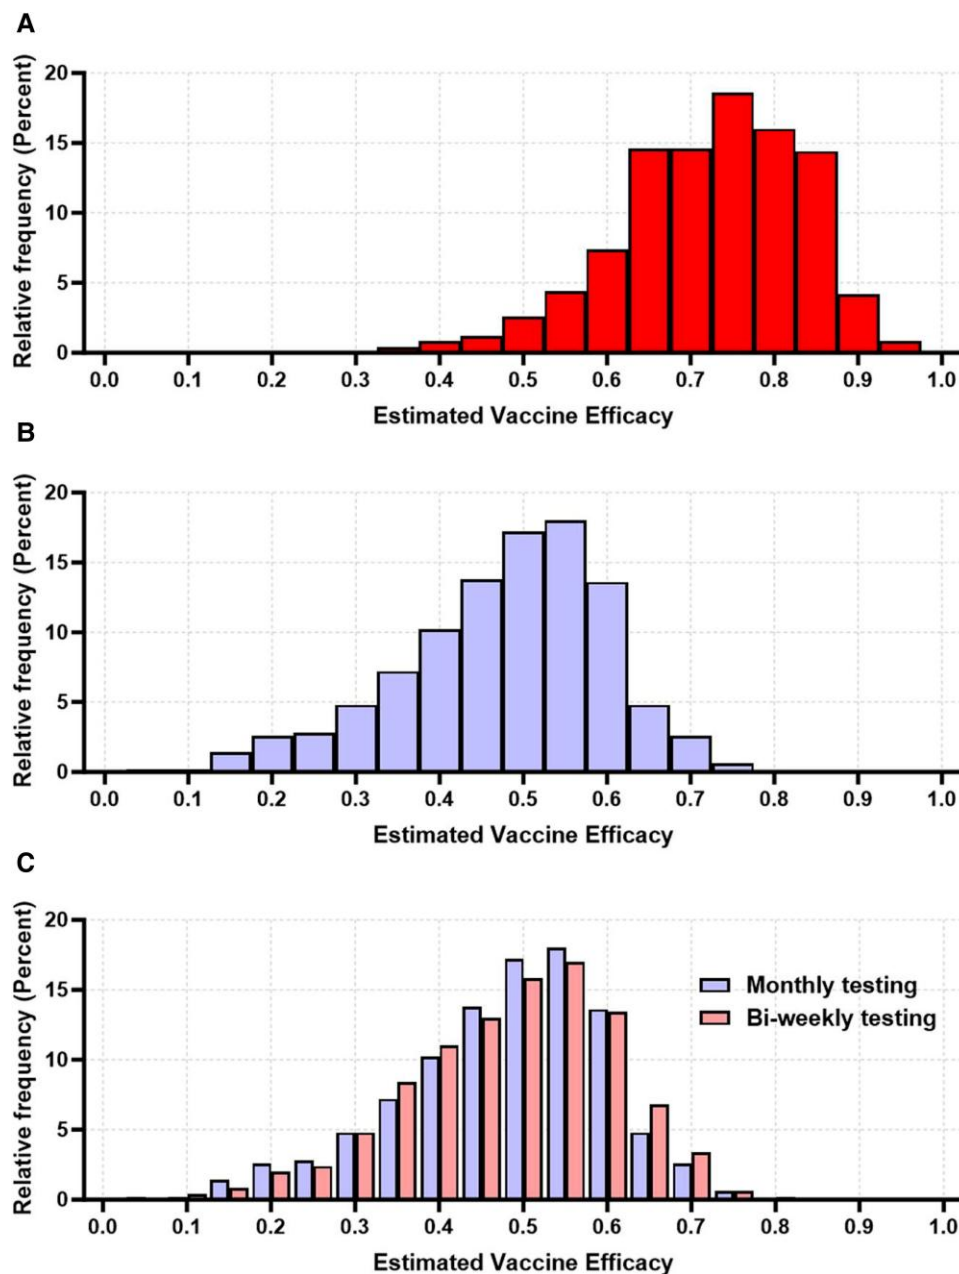 A
Relative frequency (Percent)
20
15
10
5
0
0.0 0.1 0.2 0.3 0.4 0.5 0.6 0.7 0.8 0.9 1.0
Estimated Vaccine Efficacy
B
Relative frequency (Percent)
20
15
10
5
0
0.0 0.1 0.2 0.3 0.4 0.5 0.6 0.7 0.8 0.9 1.0
Estimated Vaccine Efficacy
C
Relative frequency (Percent)
20
15
10
5
0
Monthly testing
Bi-weekly testing
0.0 0.1 0.2 0.3 0.4 0.5 0.6 0.7 0.8 0.9 1.0
Estimated Vaccine Efficacy